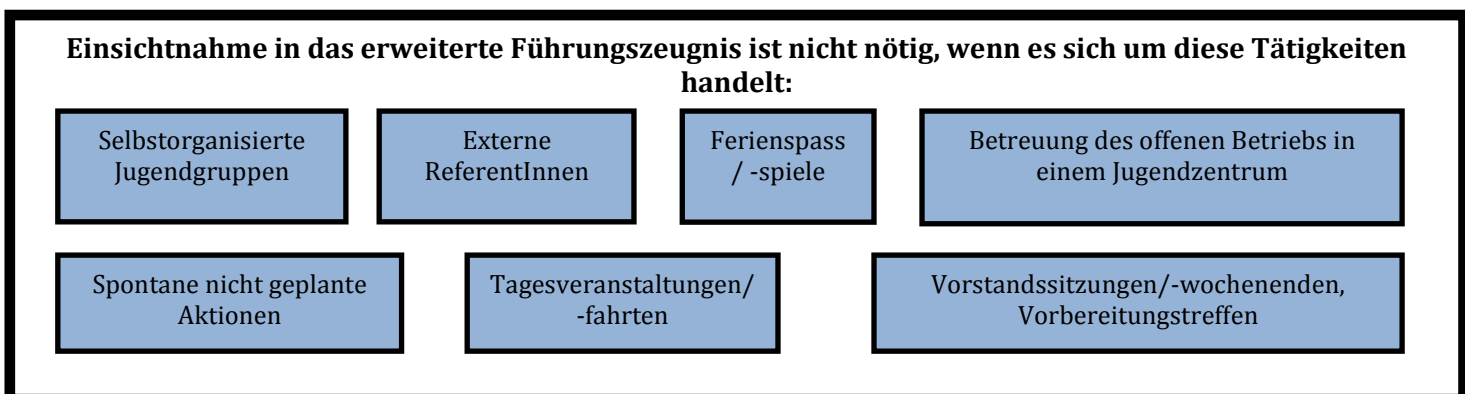 Einsichtnahme in das erweiterte Führungszeugnis ist nicht nötig, wenn es sich um diese Tätigkeiten
handelt:
Selbstorganisierte
Jugendgruppen
Externe
ReferentInnen
Ferienspass
/ -spiele
Betreuung des offenen Betriebs in
einem Jugendzentrum
Spontane nicht geplante
Aktionen
Tagesveranstaltungen/
-fahrten
Vorstandssitzungen/-wochenenden,
Vorbereitungstreffen